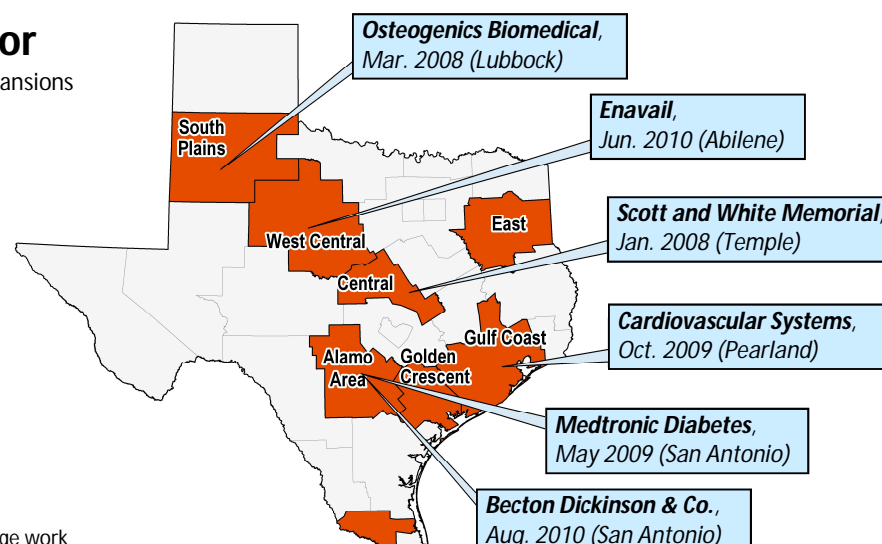 or
ansions
Osteogenics Biomedical,
Mar. 2008 (Lubbock)
Enavail,
Jun. 2010 (Abilene)
South
Plains
Scott and White Memorial,
Jan. 2008 (Temple)
East
West Central
Central
Cardiovascular Systems,
Oct. 2009 (Pearland)
Gulf Coast
Alamo
Area
Golden
Crescent
Medtronic Diabetes,
May 2009 (San Antonio)
Becton Dickinson & Co.,
Aug. 2010 (San Antonio)
ge work